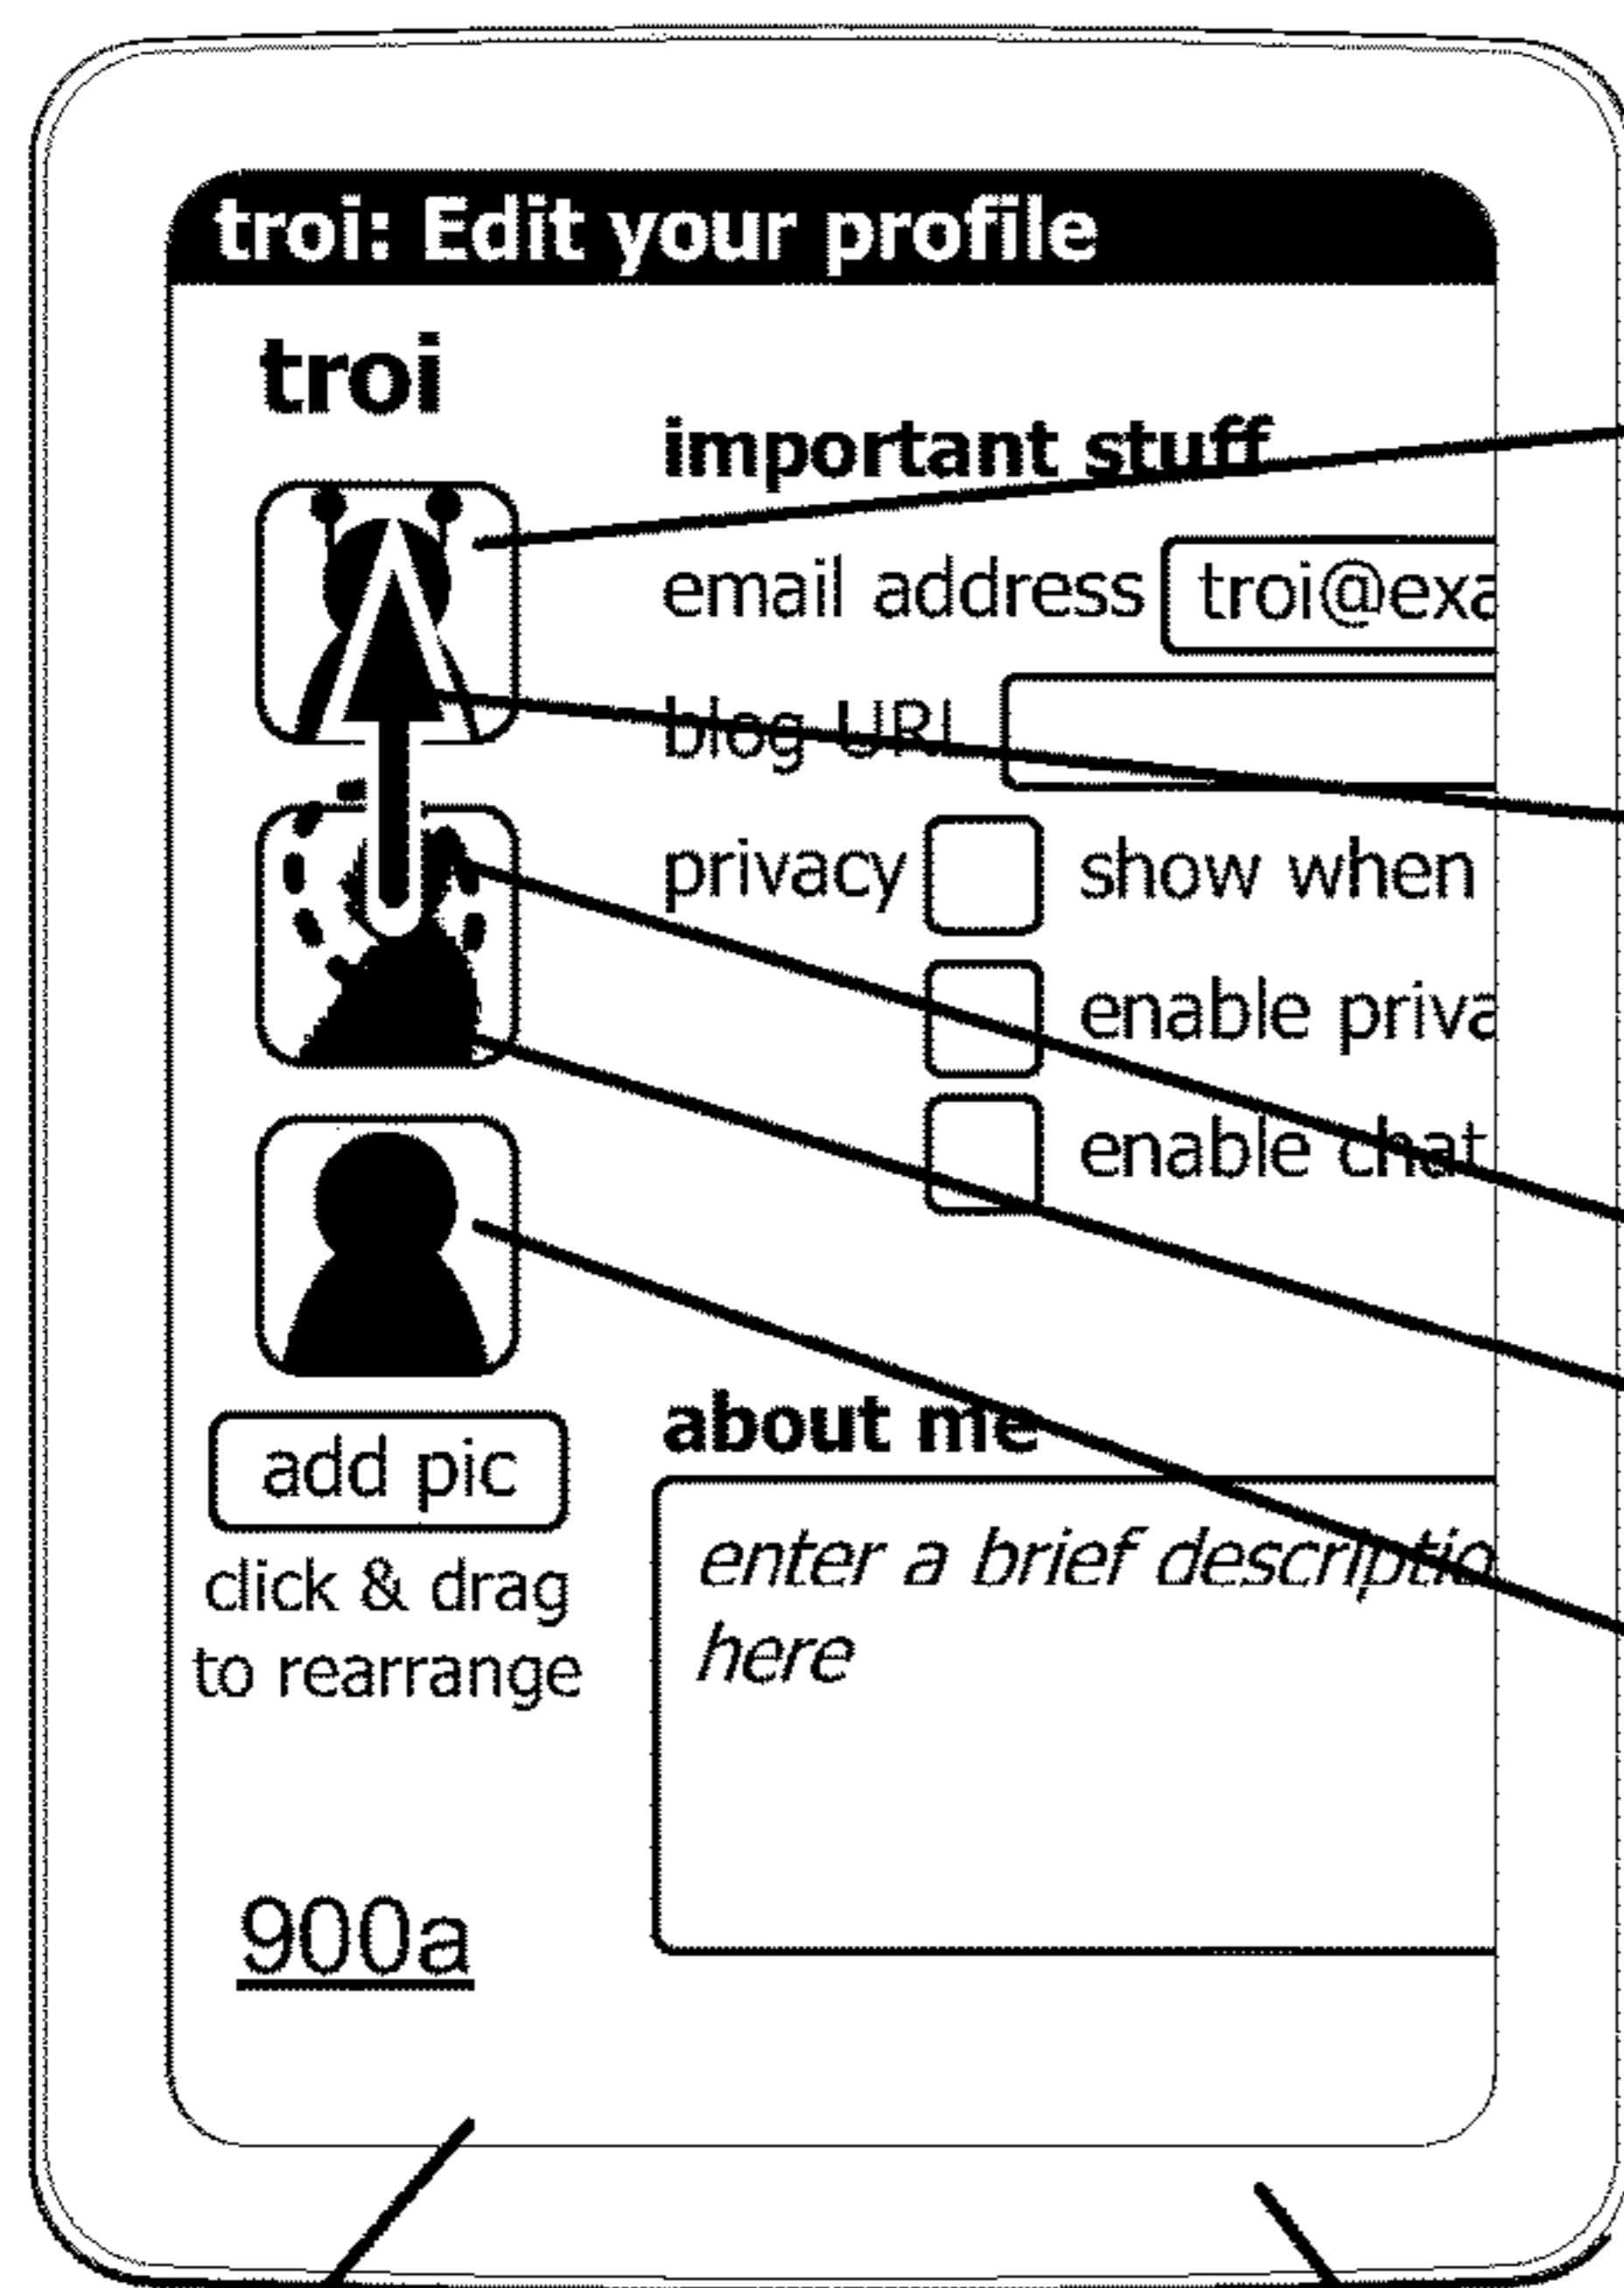 troi: Edit your profile
troi
important stuff
email address troi@exa
blog URL
privacy show when
enable priva
enable chat
add pic
click & drag
to rearrange
about me
enter a brief descriptio
here
900a